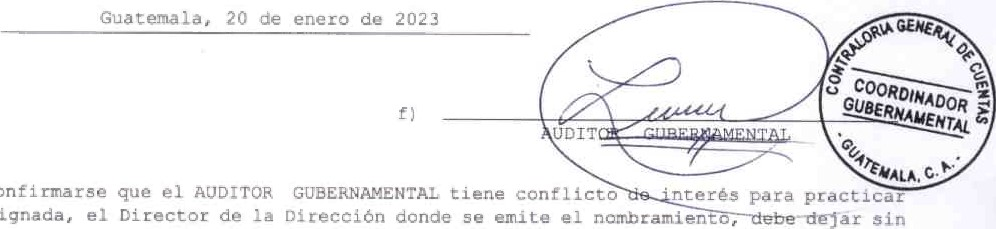 Guatemala, 20 de enero de 2023
f)
AUDITOR GUBERNAMENTAL
CONTRALORIA GENERAL DE CUENTAS
COORDINADOR
GUBERNAMENTAL
- GUATEMALA, C. A. -
onfirmarse que el AUDITOR GUBERNAMENTAL tiene conflicto de interés para practicar
ignada, el Director de la Dirección donde se emite el nombramiento, debe dejar sin